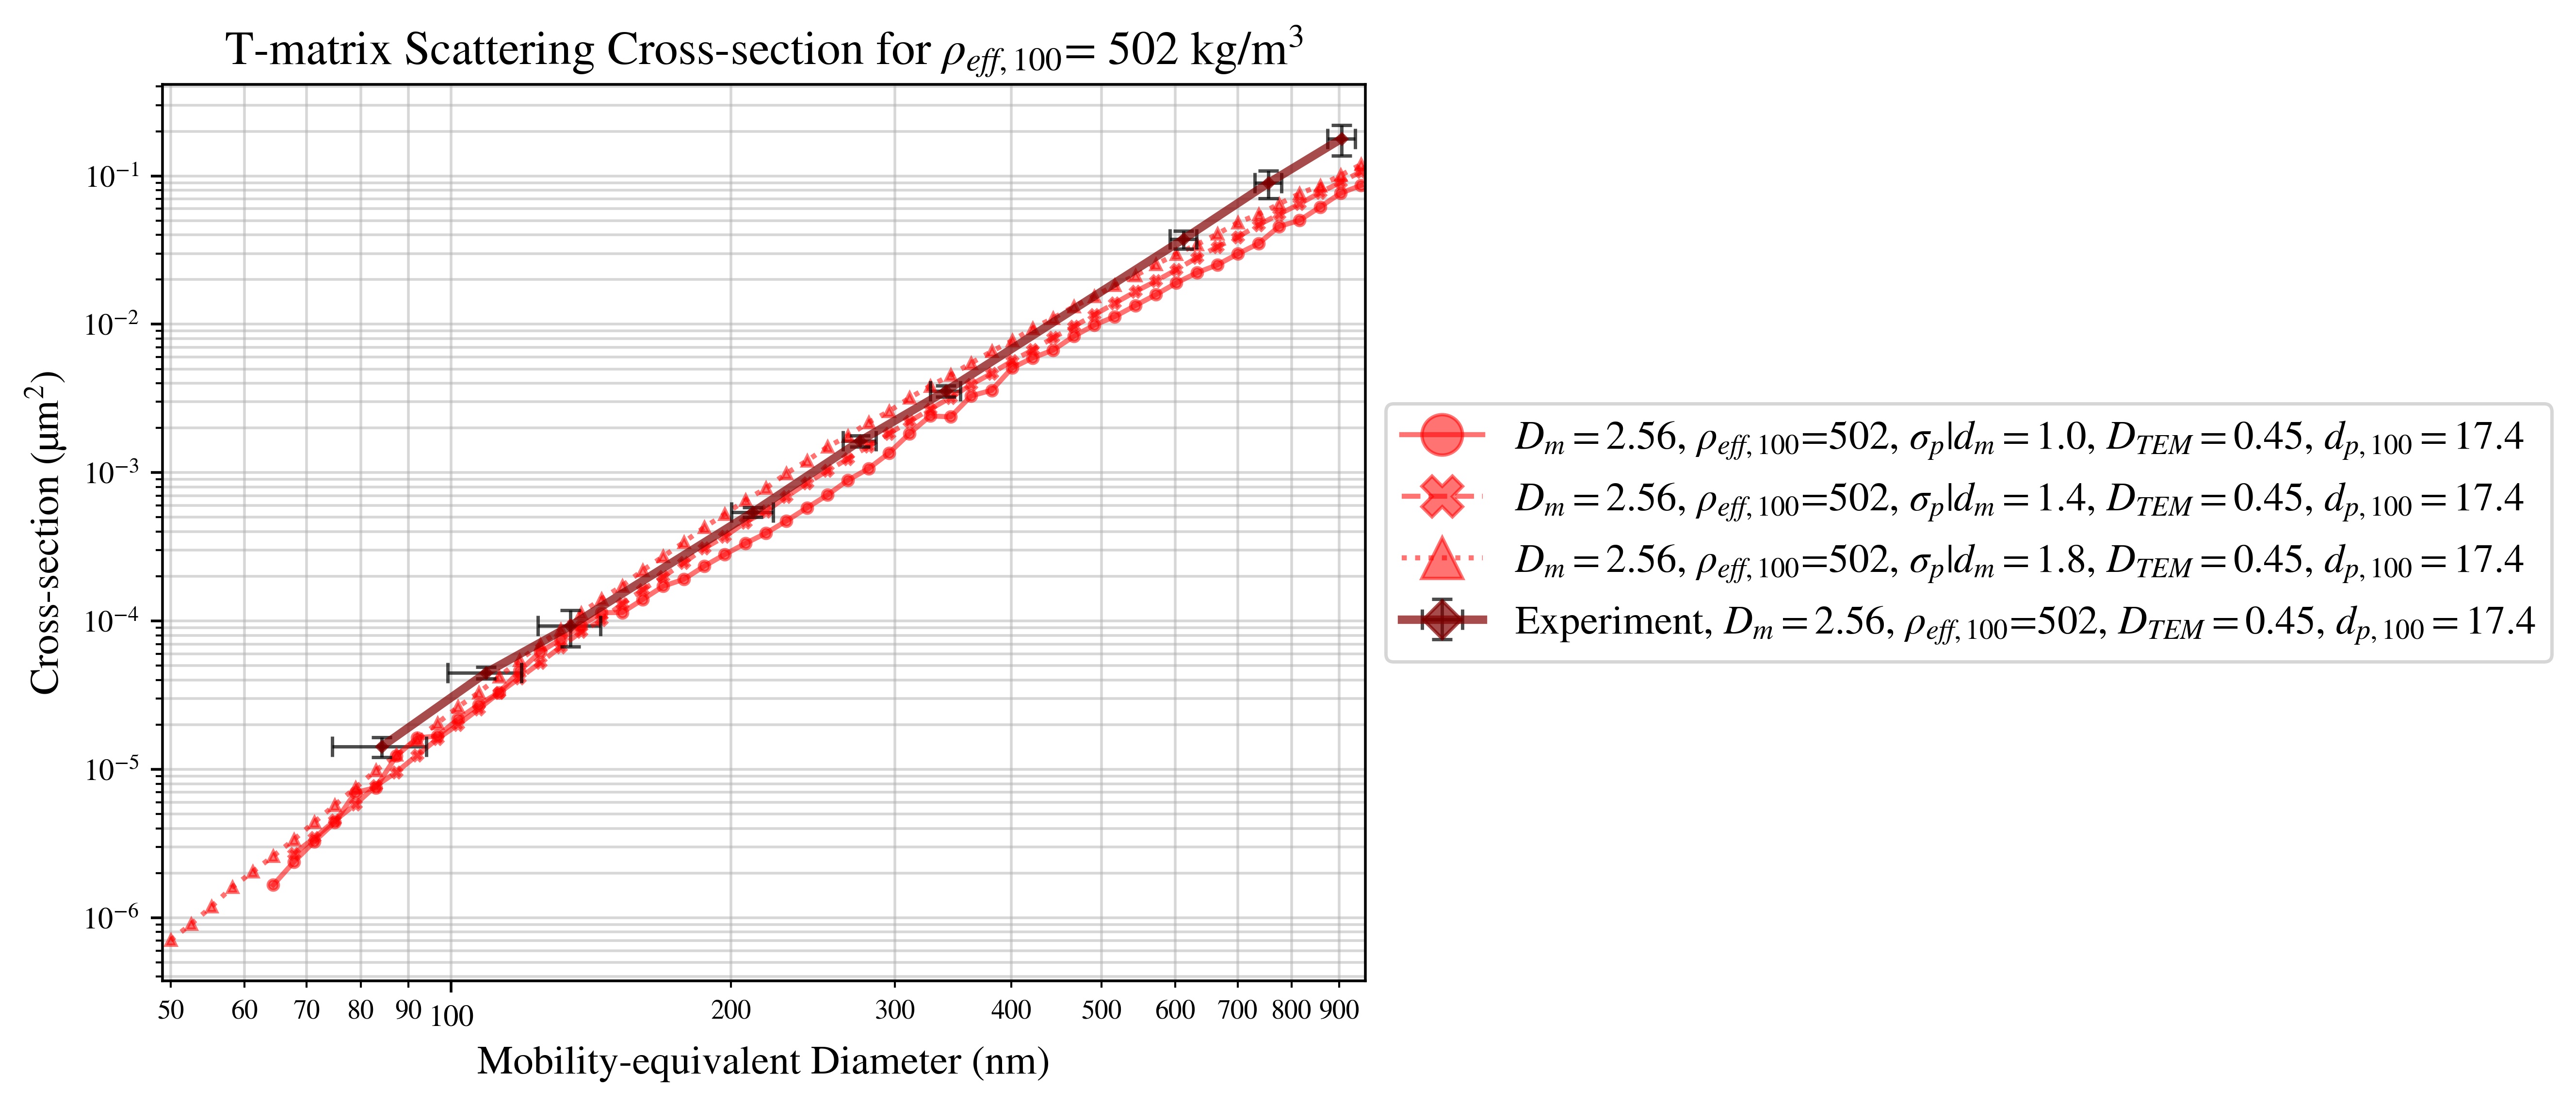 T-matrix Scattering Cross-section for ρeff,100= 502 kg/m³
Cross-section (μm²)
10⁻¹
10⁻²
10⁻³
10⁻⁴
10⁻⁵
10⁻⁶
50 60 70 80 90 100 200 300 400 500 600 700 800 900
Mobility-equivalent Diameter (nm)
Dm = 2.56, ρeff,100=502, σp|dm = 1.0, DTEM = 0.45, dp,100 = 17.4
Dm = 2.56, ρeff,100=502, σp|dm = 1.4, DTEM = 0.45, dp,100 = 17.4
Dm = 2.56, ρeff,100=502, σp|dm = 1.8, DTEM = 0.45, dp,100 = 17.4
Experiment, Dm = 2.56, ρeff,100=502, DTEM = 0.45, dp,100 = 17.4